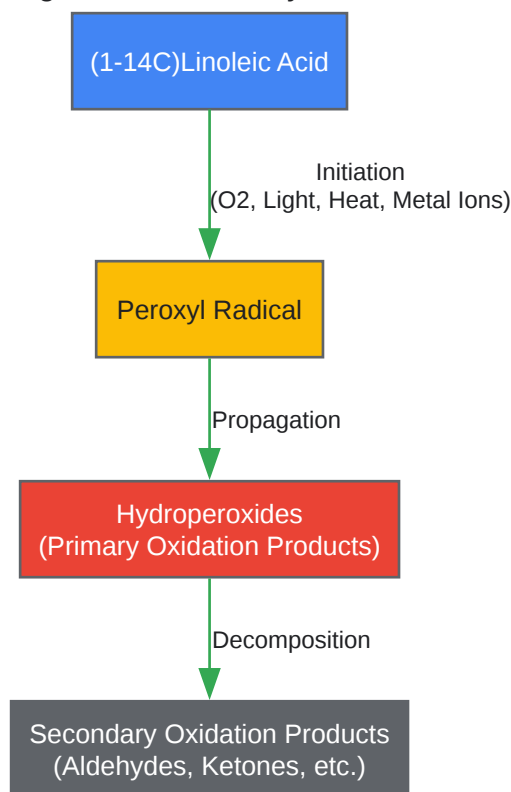 (1-14C)Linoleic Acid
Initiation
(O2, Light, Heat, Metal Ions)
Peroxyl Radical
Propagation
Hydroperoxides
(Primary Oxidation Products)
Decomposition
Secondary Oxidation Products
(Aldehydes, Ketones, etc.)